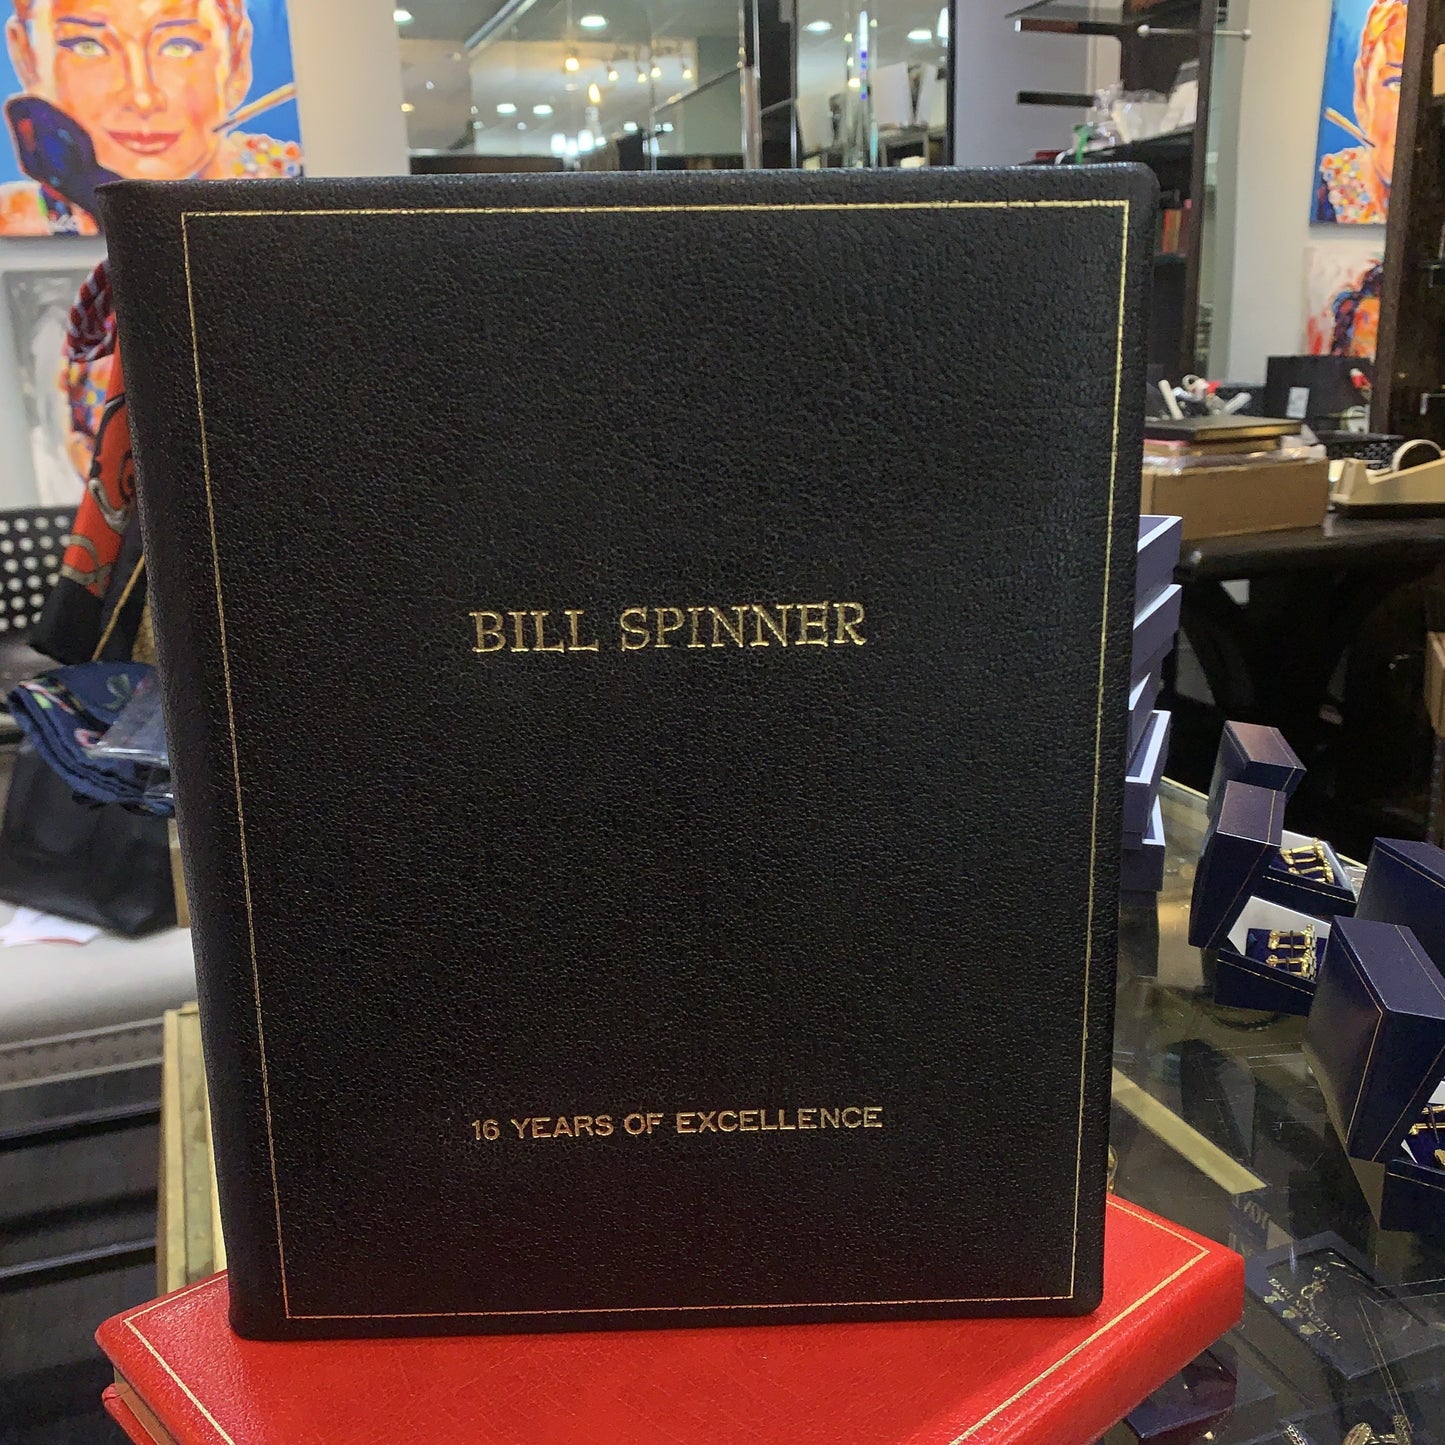 BILL SPINNER
16 YEARS OF EXCELLENCE